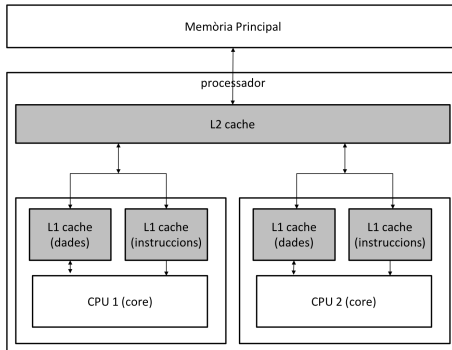 Memòria Principal
processador
L2 cache
L1 cache
(dades)
L1 cache
(instruccions)
L1 cache
(dades)
L1 cache
(instruccions)
CPU 1 (core)
CPU 2 (core)